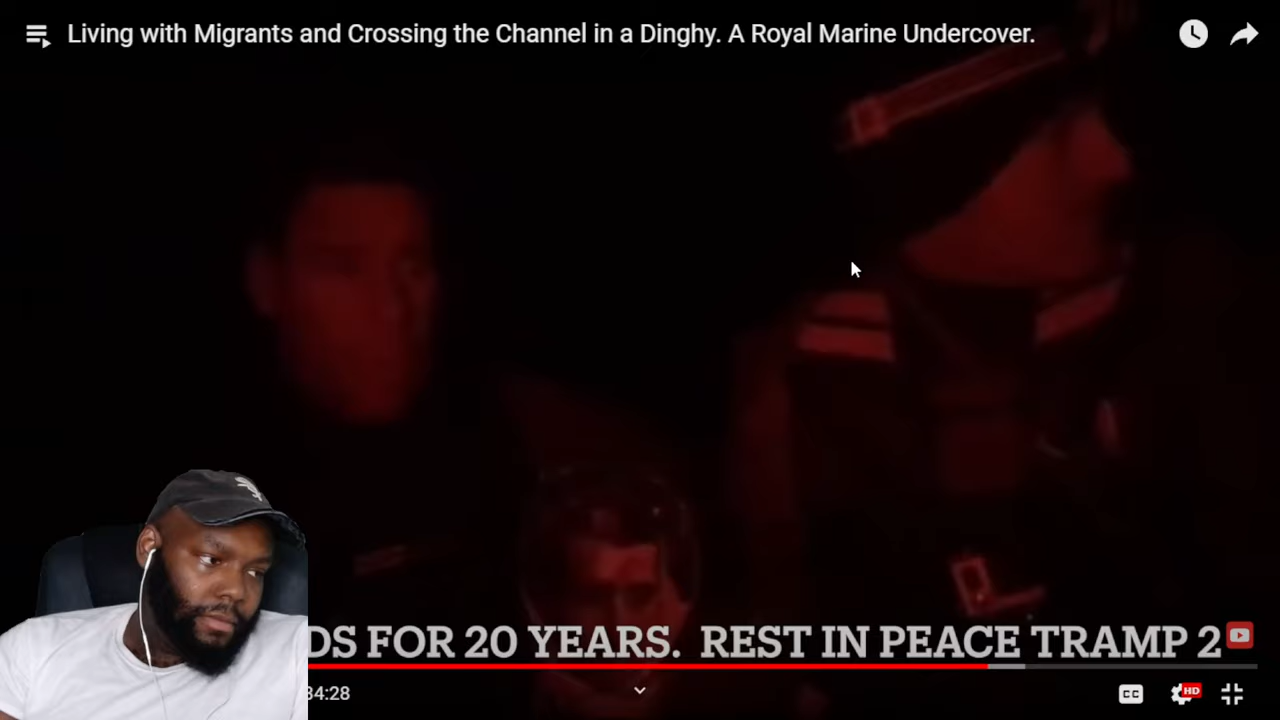 Living with Migrants and Crossing the Channel in a Dinghy. A Royal Marine Undercover.
DS FOR 20 YEARS. REST IN PEACE TRAMP 2
34:28
CC
HD